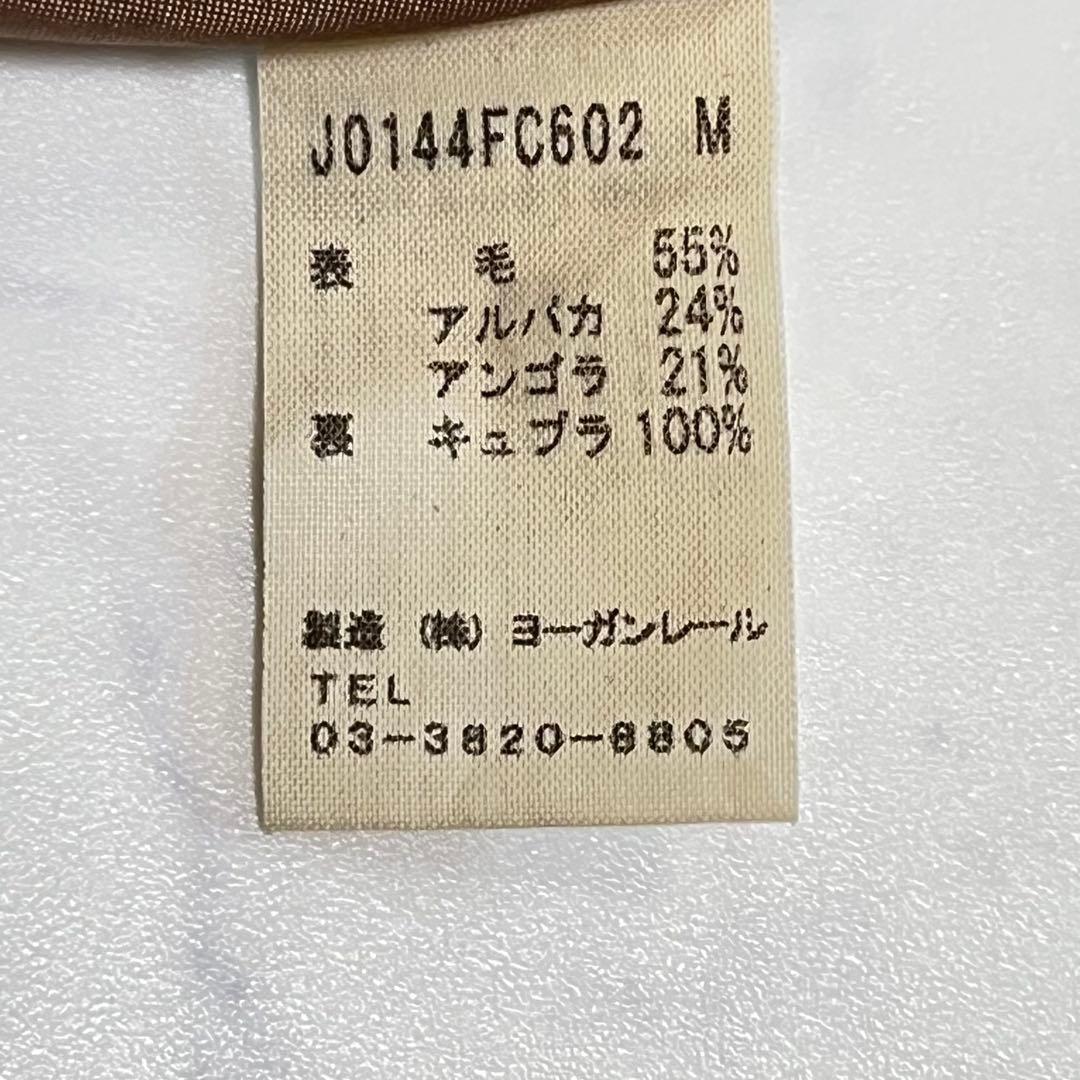 J0144FC602 M
表 毛 55%
アルパカ 24%
アンゴラ 21%
裏 キュプラ 100%
製造 (株) ヨーガンレール
TEL
03-3820-8805